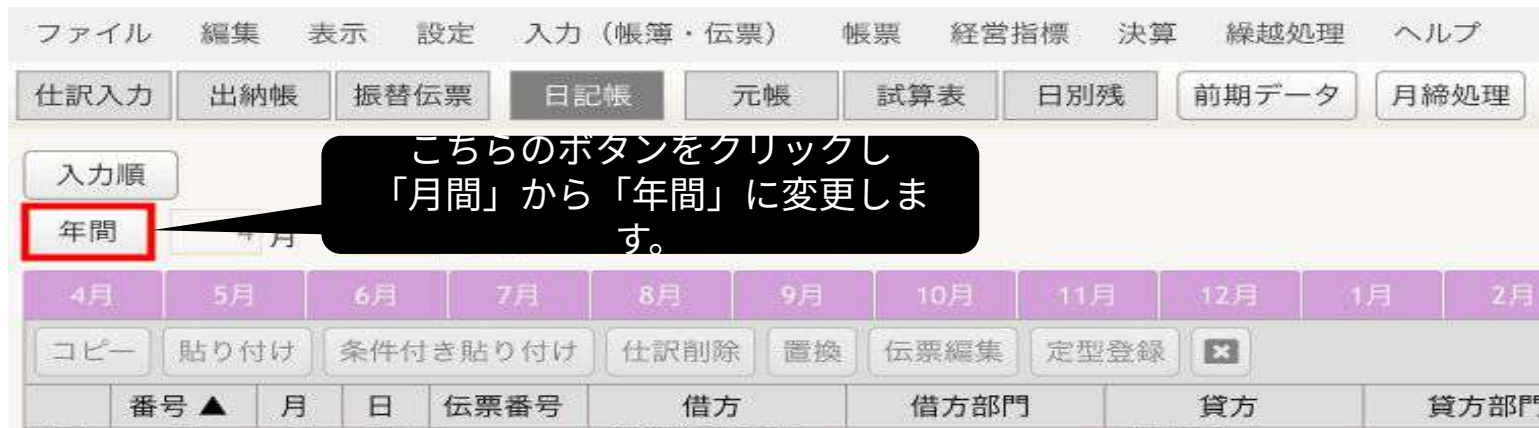 ファイル 編集 表示 設定 入力（帳簿・伝票） 帳票 経営指標 決算 繰越処理 ヘルプ
仕訳入力 出納帳 振替伝票 日記帳 元帳 試算表 日別残 前期データ 月締処理
入力順
こちらのボタンをクリックし
「月間」から「年間」に変更しま
す。
年間 4 月
4月 5月 6月 7月 8月 9月 10月 11月 12月 1月 2月
コピー 貼り付け 条件付き貼り付け 仕訳削除 置換 伝票編集 定型登録
番号▲ 月 日 伝票番号 借方 借方部門 貸方 貸方部門